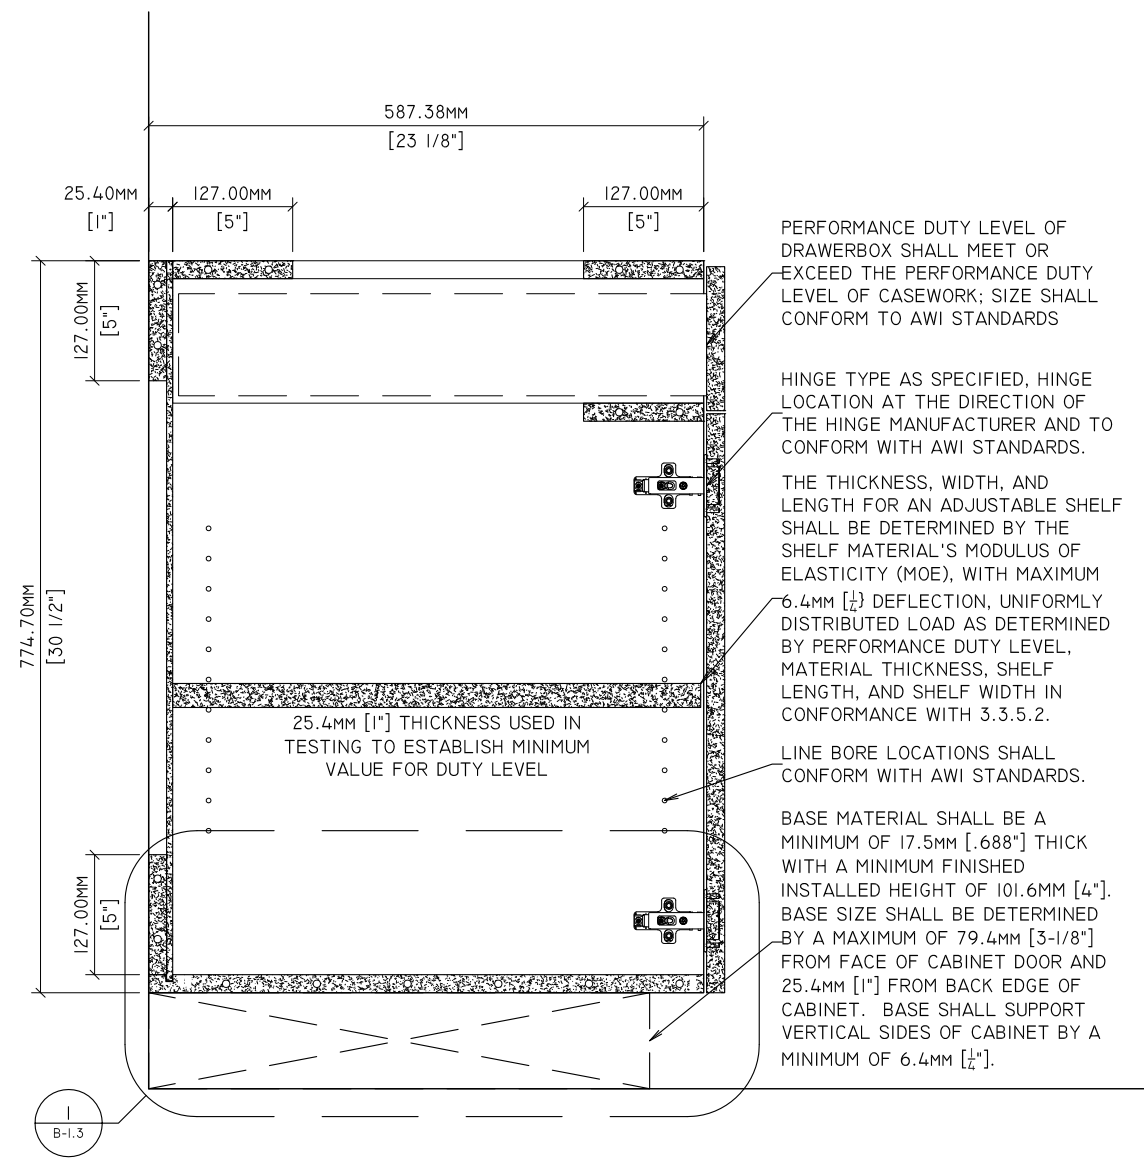 587.38MM
[23 1/8"]
25.40MM
[1"]
127.00MM
[5"]
127.00MM
[5"]
127.00MM
[5"]
774.70MM
[30 1/2"]
127.00MM
[5"]
25.4MM [1"] THICKNESS USED IN
TESTING TO ESTABLISH MINIMUM
VALUE FOR DUTY LEVEL
PERFORMANCE DUTY LEVEL OF
DRAWERBOX SHALL MEET OR
EXCEED THE PERFORMANCE DUTY
LEVEL OF CASEWORK; SIZE SHALL
CONFORM TO AWI STANDARDS
HINGE TYPE AS SPECIFIED, HINGE
LOCATION AT THE DIRECTION OF
THE HINGE MANUFACTURER AND TO
CONFORM WITH AWI STANDARDS.
THE THICKNESS, WIDTH, AND
LENGTH FOR AN ADJUSTABLE SHELF
SHALL BE DETERMINED BY THE
SHELF MATERIAL'S MODULUS OF
ELASTICITY (MOE), WITH MAXIMUM
6.4MM [1/4} DEFLECTION, UNIFORMLY
DISTRIBUTED LOAD AS DETERMINED
BY PERFORMANCE DUTY LEVEL,
MATERIAL THICKNESS, SHELF
LENGTH, AND SHELF WIDTH IN
CONFORMANCE WITH 3.3.5.2.
LINE BORE LOCATIONS SHALL
CONFORM WITH AWI STANDARDS.
BASE MATERIAL SHALL BE A
MINIMUM OF 17.5MM [.688"] THICK
WITH A MINIMUM FINISHED
INSTALLED HEIGHT OF 101.6MM [4"].
BASE SIZE SHALL BE DETERMINED
BY A MAXIMUM OF 79.4MM [3-1/8"]
FROM FACE OF CABINET DOOR AND
25.4MM [1"] FROM BACK EDGE OF
CABINET. BASE SHALL SUPPORT
VERTICAL SIDES OF CABINET BY A
MINIMUM OF 6.4MM [1/4"].
1
B-1.3